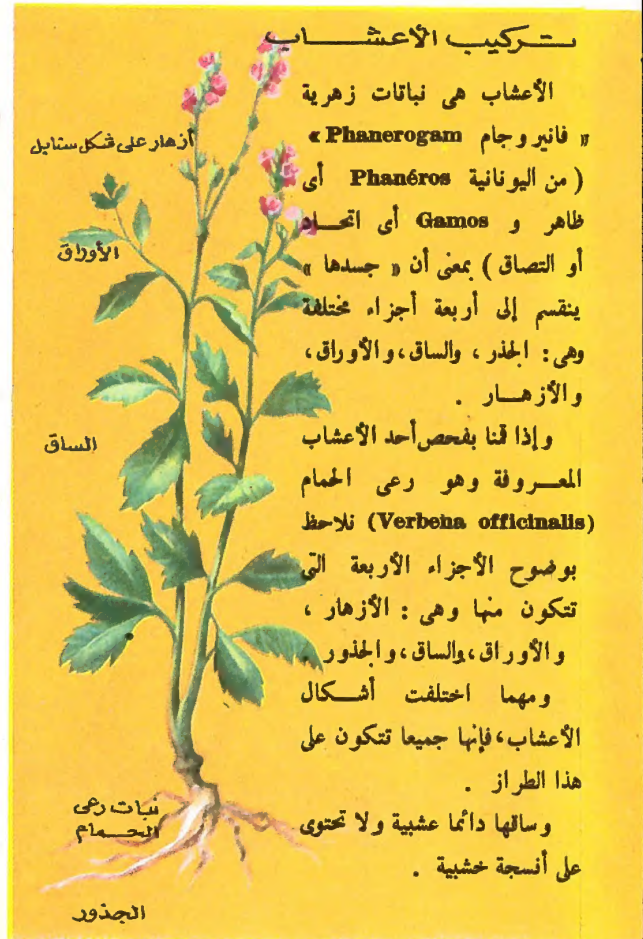 تركيب الأعشاب
الأعشاب هى نباتات زهرية
« فانيروجام Phanerogam »
( من اليونانية Phanéros أى
ظاهر و Gamos أى اتحاد
أو التصاق ) بمعنى أن « جسدها »
ينقسم إلى أربعة أجزاء مختلفة
وهى : الجذر ، والساق ، والأوراق ،
والأزهار .
وإذا قمنا بفحص أحد الأعشاب
المعروفة وهو رعى الحمام
(Verbena officinalis) نلاحظ
بوضوح الأجزاء الأربعة التى
تتكون منها وهى : الأزهار ،
والأوراق ، والساق ، والجذور .
ومهما اختلفت أشكال
الأعشاب ، فإنها جميعا تتكون على
هذا الطراز .
وساقها دائما عشبية ولا تحتوى
على أنسجة خشبية .
أزهار على شكل سنابل
الأوراق
الساق
نبات رعى
الحمام
الجذور